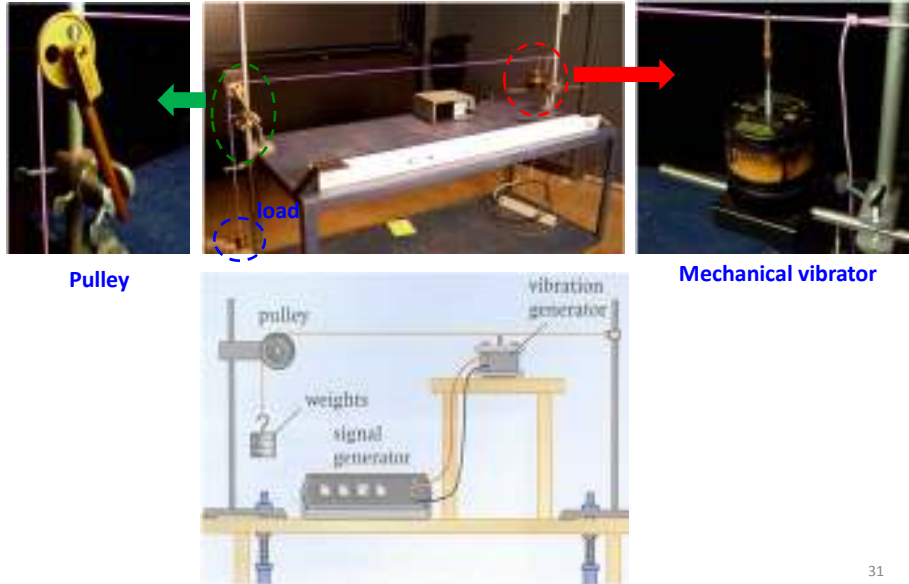 load
Pulley
Mechanical vibrator
vibration
generator
pulley
weights
signal
generator
31